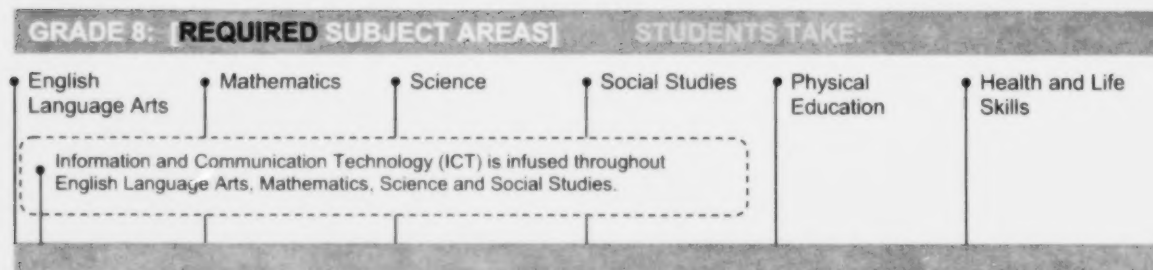 GRADE 8: [REQUIRED SUBJECT AREAS] STUDENTS TAKE:
English
Language Arts
Mathematics
Science
Social Studies
Physical
Education
Health and Life
Skills
Information and Communication Technology (ICT) is infused throughout
English Language Arts, Mathematics, Science and Social Studies.